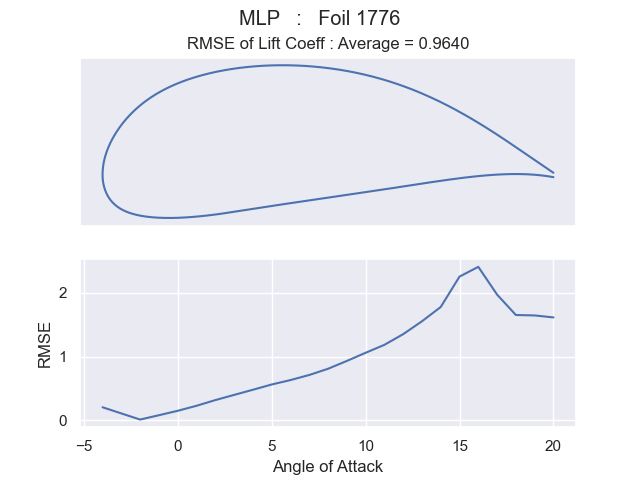 MLP : Foil 1776
RMSE of Lift Coeff : Average = 0.9640
2
1
0
RMSE
−5 0 5 10 15 20
Angle of Attack